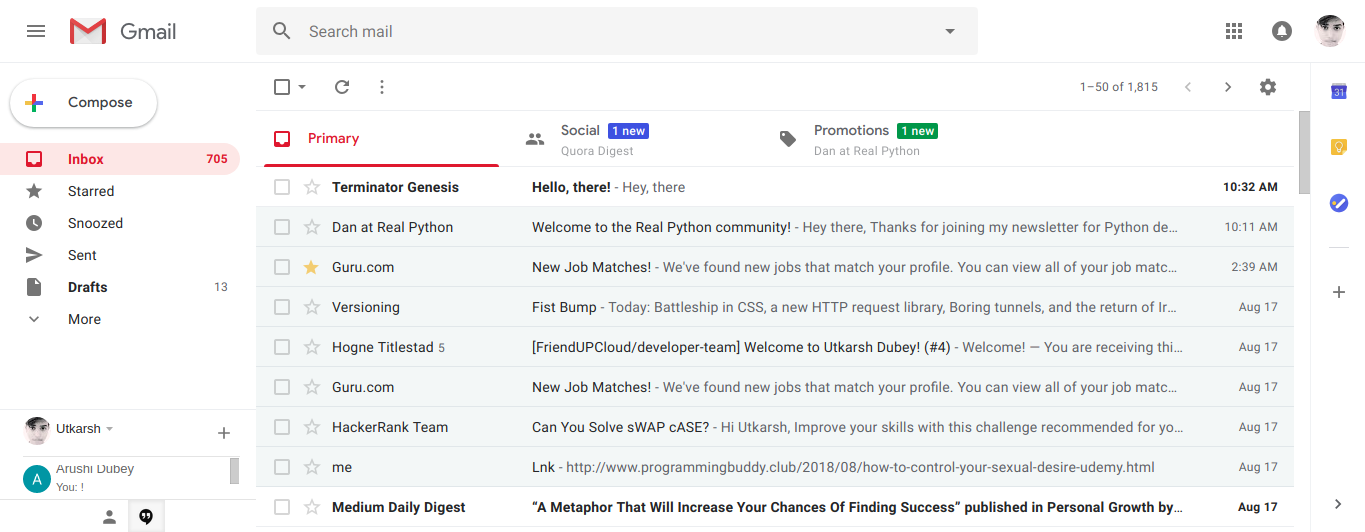 Gmail
Search mail
Compose
1–50 of 1,815
31
Primary
Social 1 new
Quora Digest
Promotions 1 new
Dan at Real Python
Inbox 705
Starred
Snoozed
Sent
Drafts 13
More
Terminator Genesis Hello, there! - Hey, there 10:32 AM
Dan at Real Python Welcome to the Real Python community! - Hey there, Thanks for joining my newsletter for Python de… 10:11 AM
Guru.com New Job Matches! - We've found new jobs that match your profile. You can view all of your job matc… 2:39 AM
Versioning Fist Bump - Today: Battleship in CSS, a new HTTP request library, Boring tunnels, and the return of Ir… Aug 17
Hogne Titlestad 5 [FriendUPCloud/developer-team] Welcome to Utkarsh Dubey! (#4) - Welcome! — You are receiving thi… Aug 17
Guru.com New Job Matches! - We've found new jobs that match your profile. You can view all of your job matc… Aug 17
HackerRank Team Can You Solve sWAP cASE? - Hi Utkarsh, Improve your skills with this challenge recommended for yo… Aug 17
me Lnk - http://www.programmingbuddy.club/2018/08/how-to-control-your-sexual-desire-udemy.html Aug 17
Medium Daily Digest “A Metaphor That Will Increase Your Chances Of Finding Success” published in Personal Growth by… Aug 17
Utkarsh
A
Arushi Dubey
You: !